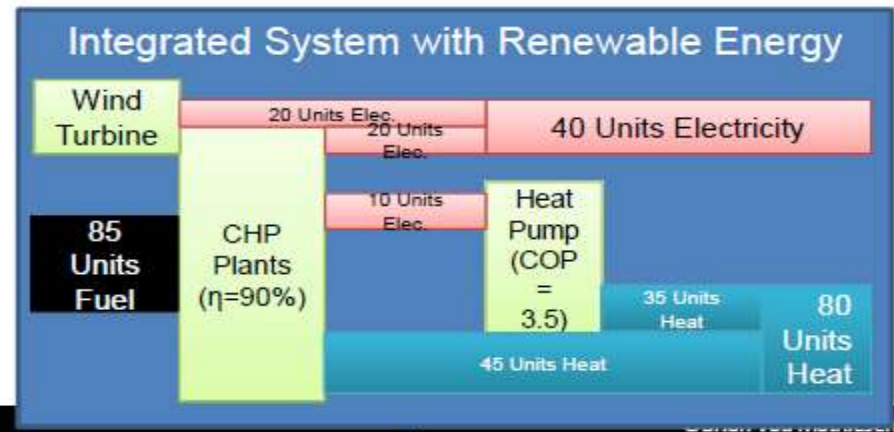 Integrated System with Renewable Energy
Wind
Turbine
20 Units Elec.
20 Units
Elec.
40 Units Electricity
10 Units
Elec.
85
Units
Fuel
CHP
Plants
(η=90%)
Heat
Pump
(COP
=
3.5)
35 Units
Heat
80
Units
Heat
45 Units Heat